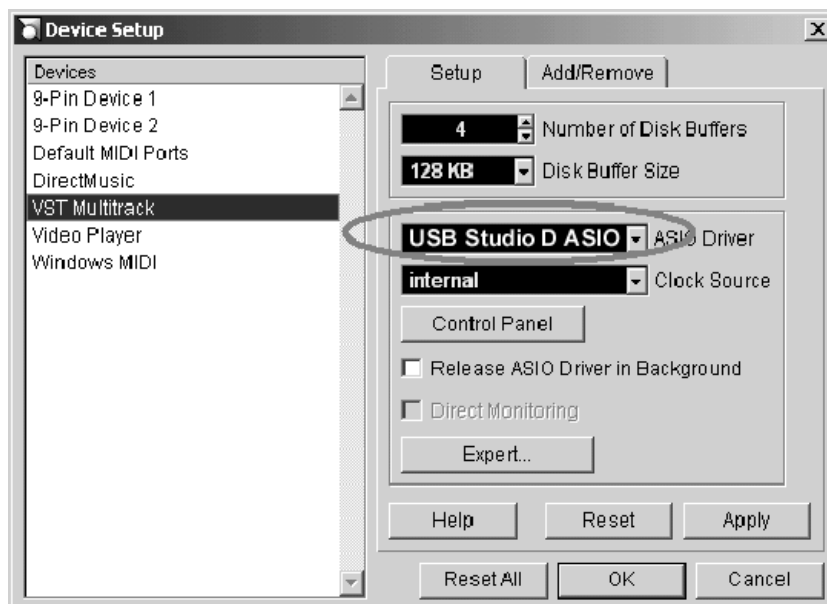 Device Setup
Devices
9-Pin Device 1
9-Pin Device 2
Default MIDI Ports
DirectMusic
VST Multitrack
Video Player
Windows MIDI
Setup
Add/Remove
4 Number of Disk Buffers
128 KB Disk Buffer Size
USB Studio D ASIO ASIO Driver
internal Clock Source
Control Panel
Release ASIO Driver in Background
Direct Monitoring
Expert...
Help
Reset
Apply
Reset All
OK
Cancel